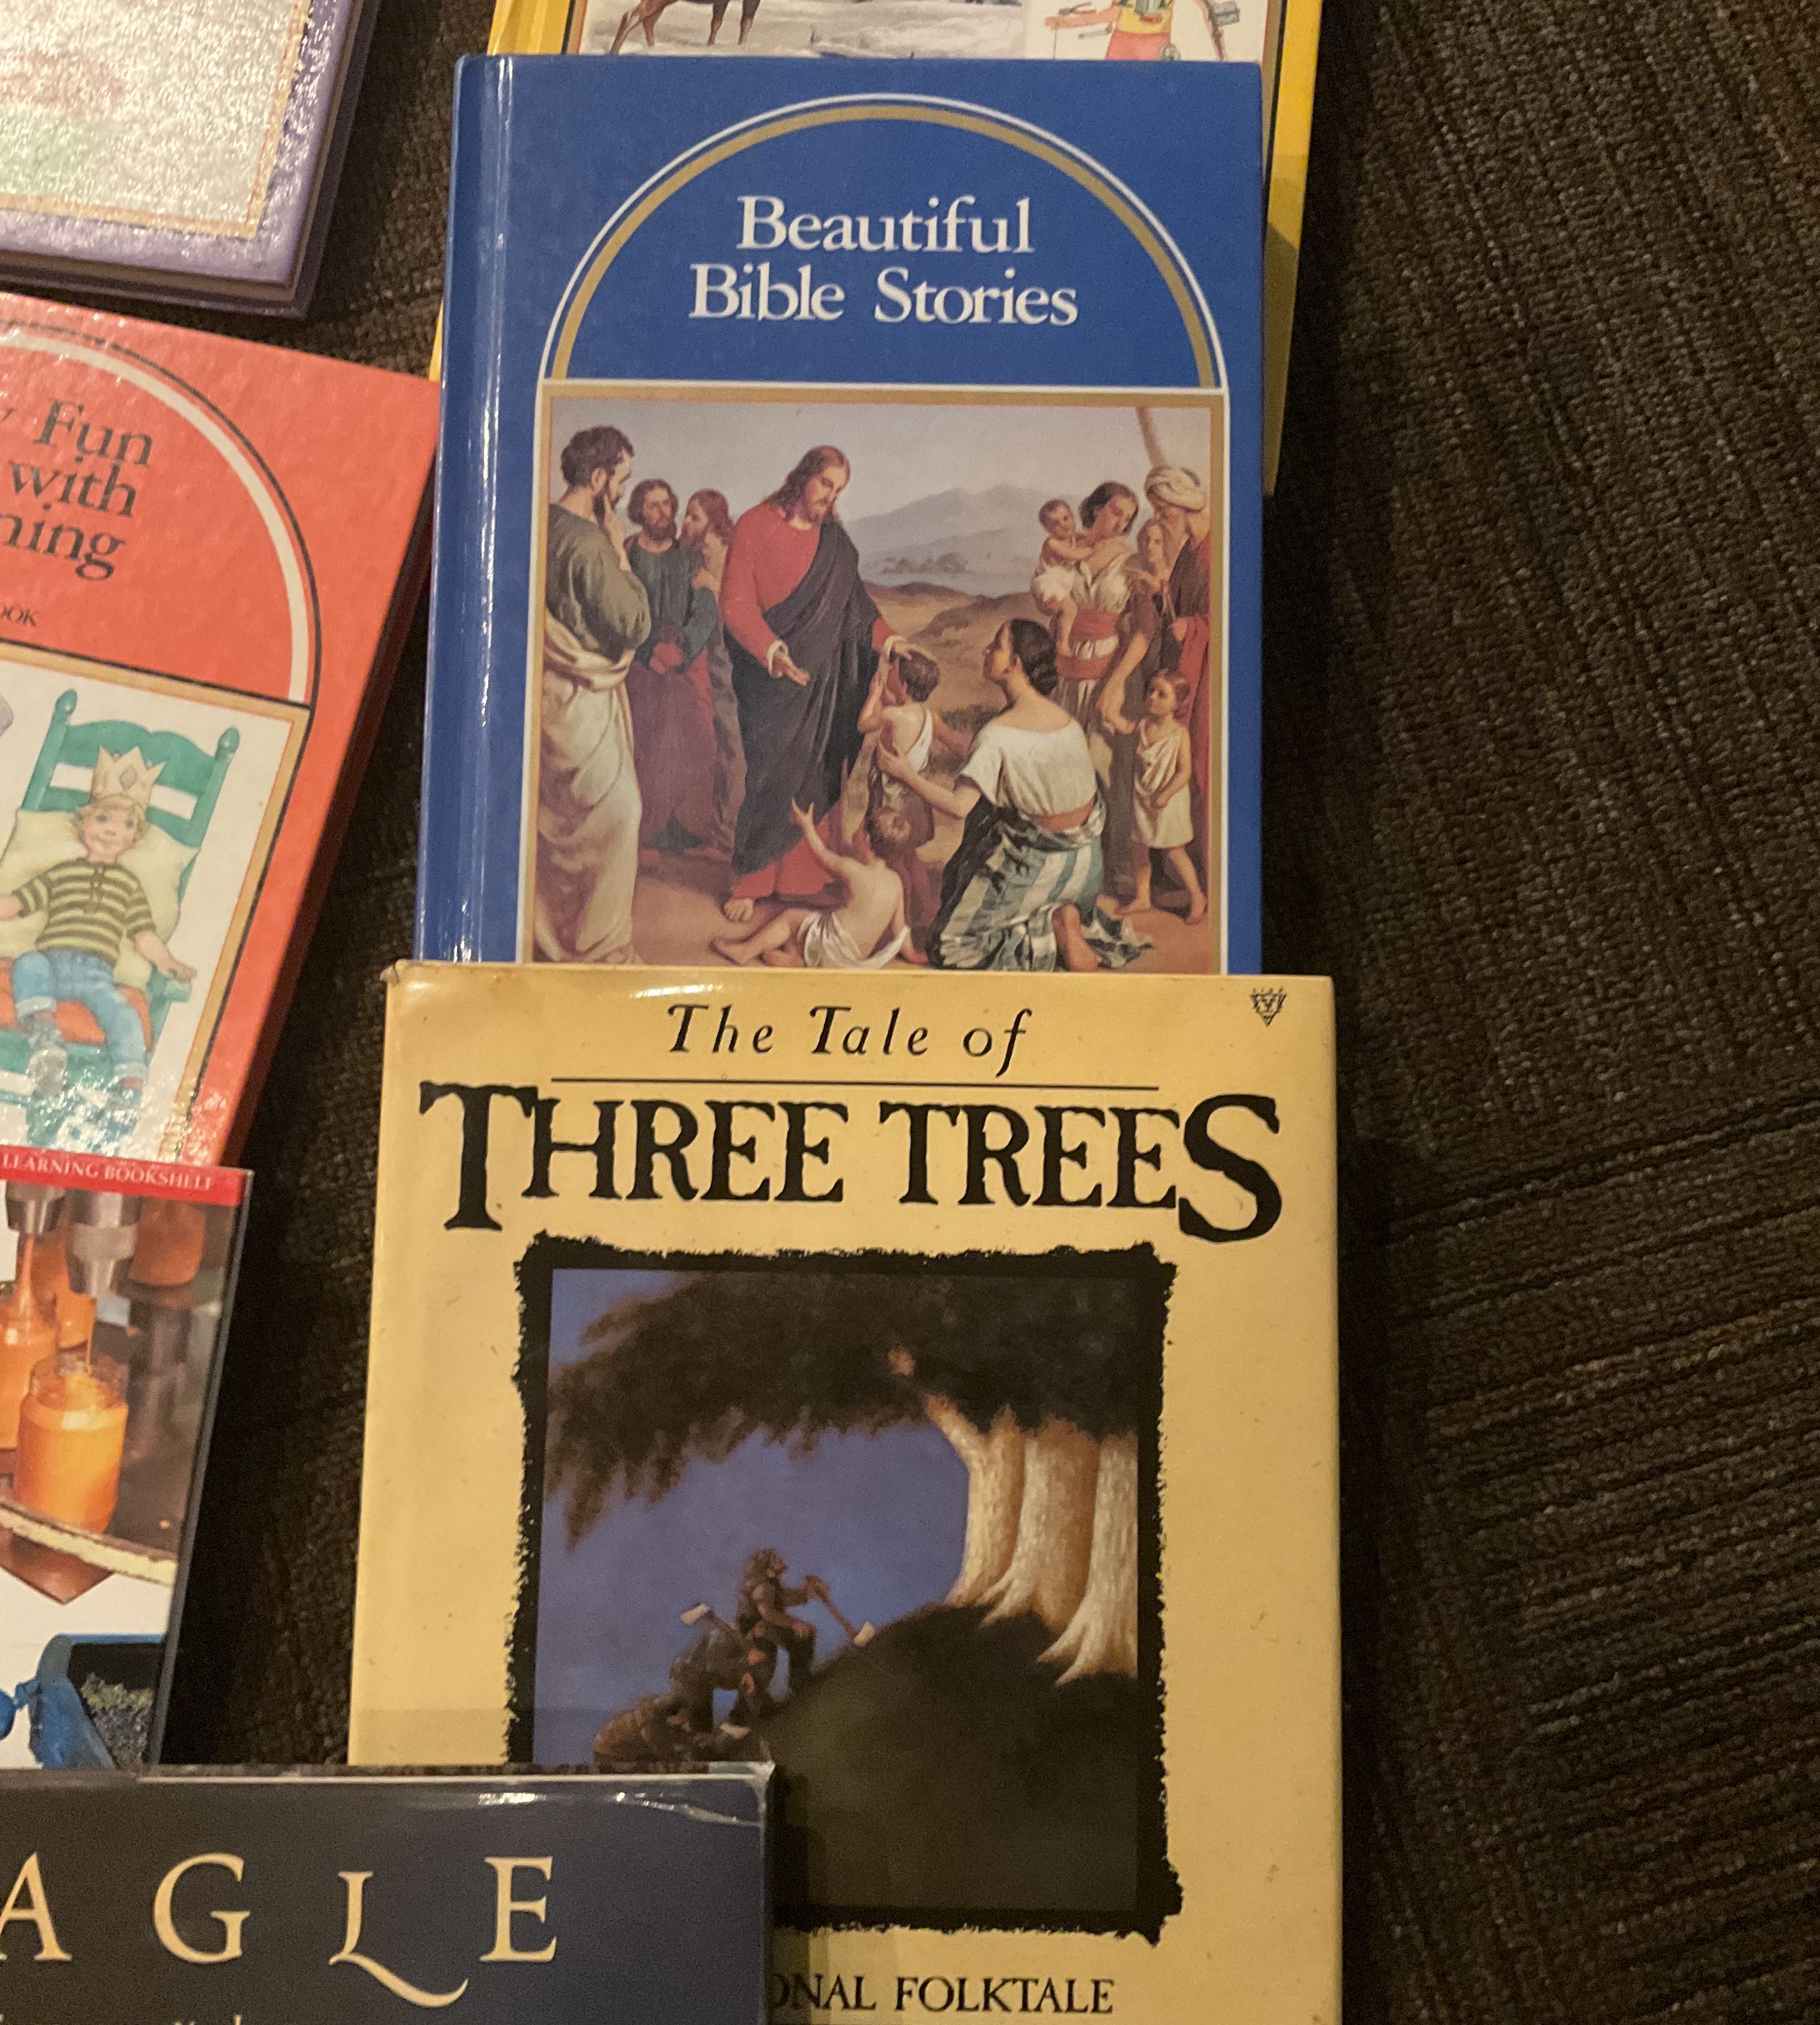 Beautiful
Bible Stories
Fun
with
ning
OOK
LEARNING BOOKSHELF
The Tale of
THREE TREES
ONAL FOLKTALE
AGLE